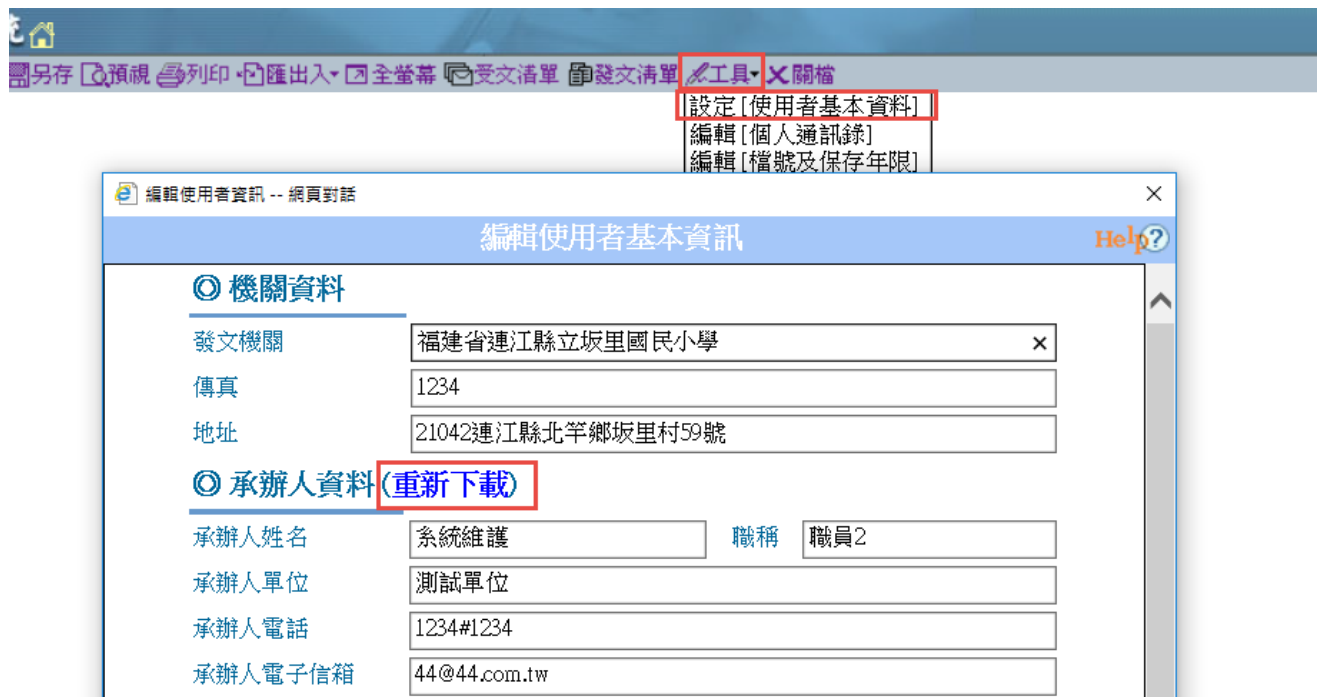 統
另存 預視 列印 匯出入 全螢幕 受文清單 發文清單 工具 關檔
設定[使用者基本資料]
編輯[個人通訊錄]
編輯[檔號及保存年限]
編輯使用者資訊 -- 網頁對話
編輯使用者基本資訊 Help?
◎ 機關資料
發文機關 福建省連江縣立坂里國民小學
傳真 1234
地址 21042連江縣北竿鄉坂里村59號
◎ 承辦人資料(重新下載)
承辦人姓名 系統維護 職稱 職員2
承辦人單位 測試單位
承辦人電話 1234#1234
承辦人電子信箱 44@44.com.tw